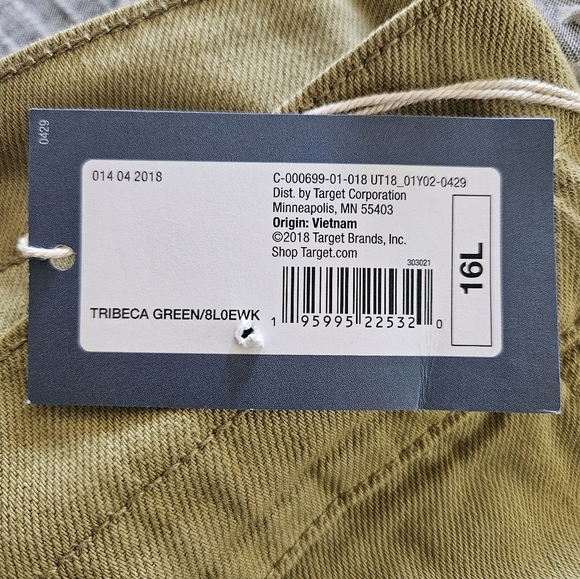 0429
014 04 2018
C-000699-01-018 UT18_01Y02-0429
Dist. by Target Corporation
Minneapolis, MN 55403
Origin: Vietnam
©2018 Target Brands, Inc.
Shop Target.com
303021
TRIBECA GREEN/8L0EWK
1 95995 22532 0
16L